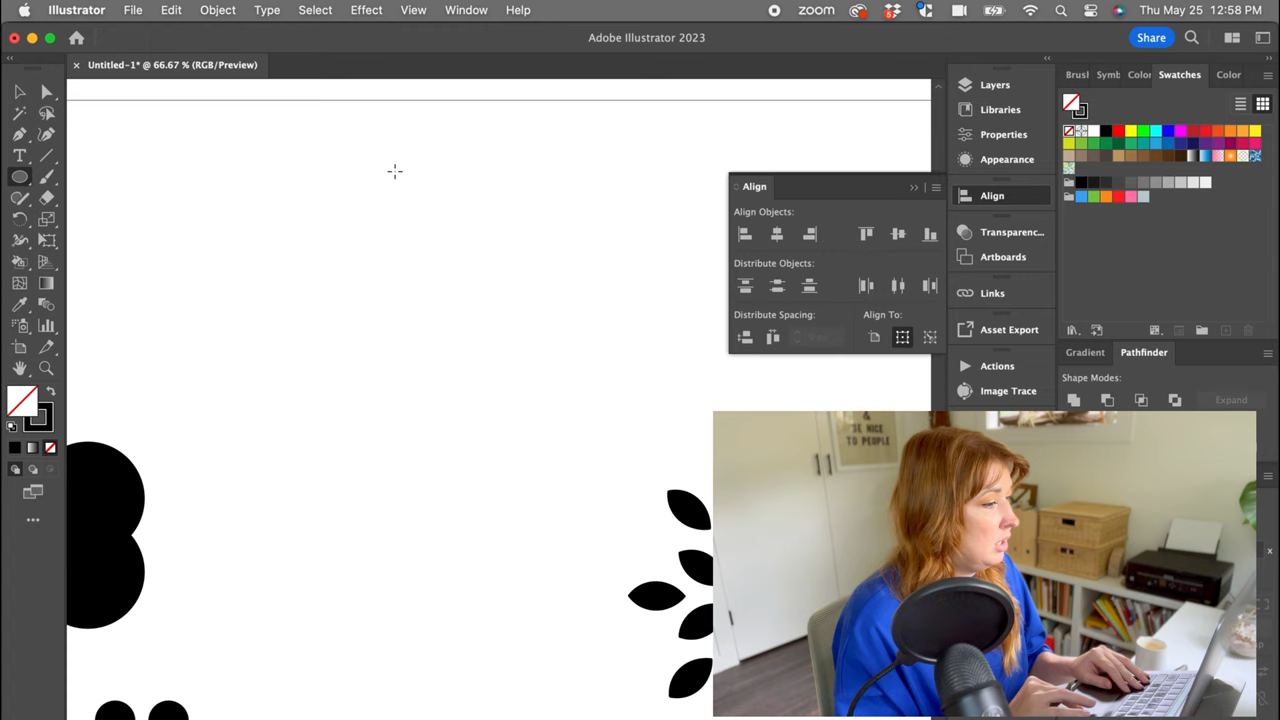 Illustrator File Edit Object Type Select Effect View Window Help
zoom
5
Thu May 25 12:58 PM
Adobe Illustrator 2023
Share
Untitled-1* @ 66.67 % (RGB/Preview)
Layers
Libraries
Properties
Appearance
Align
Transparenc...
Artboards
Links
Asset Export
Actions
Image Trace
Brusl Symb Color Swatches Color
Align
Align Objects:
Distribute Objects:
Distribute Spacing:
Align To:
Gradient Pathfinder
Shape Modes:
Expand
&
SE NICE
TO PEOPLE